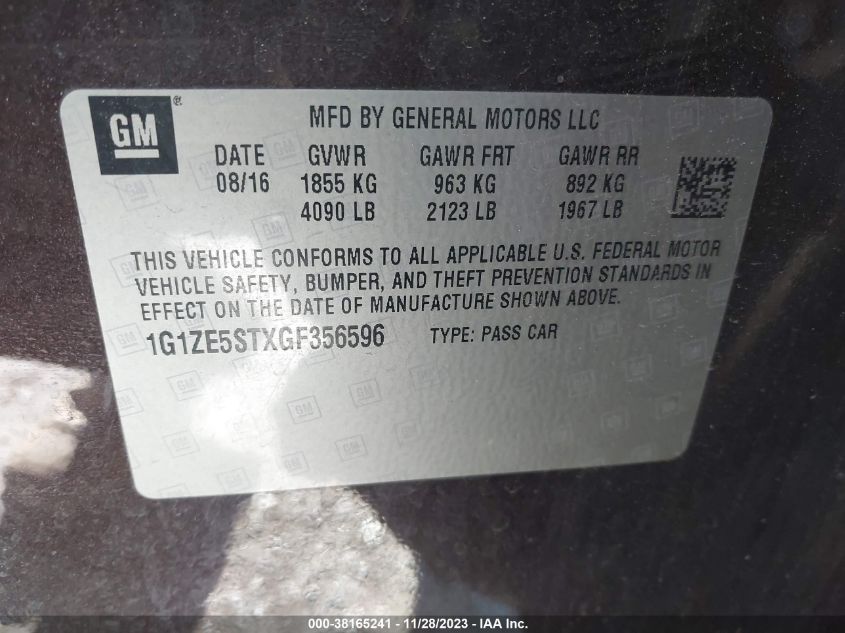 GM®
MFD BY GENERAL MOTORS LLC
DATE GVWR GAWR FRT GAWR RR
08/16 1855 KG 963 KG 892 KG
4090 LB 2123 LB 1967 LB
THIS VEHICLE CONFORMS TO ALL APPLICABLE U.S. FEDERAL MOTOR
VEHICLE SAFETY, BUMPER, AND THEFT PREVENTION STANDARDS IN
EFFECT ON THE DATE OF MANUFACTURE SHOWN ABOVE.
1G1ZE5STXGF356596 TYPE: PASS CAR
000-38165241 - 11/28/2023 - IAA Inc.